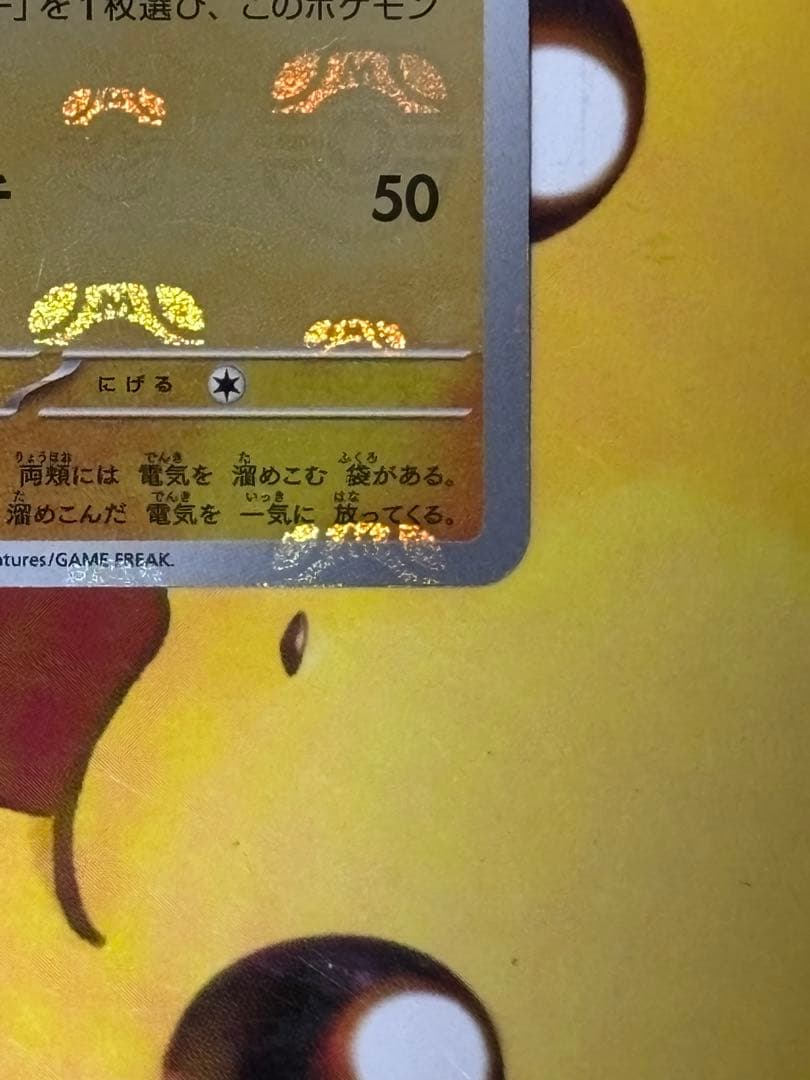 」を1枚選び、このポケモン
50
にげる
両頬には 電気を 溜めこむ 袋がある。
溜めこんだ 電気を 一気に 放ってくる。
atures/GAME FREAK.